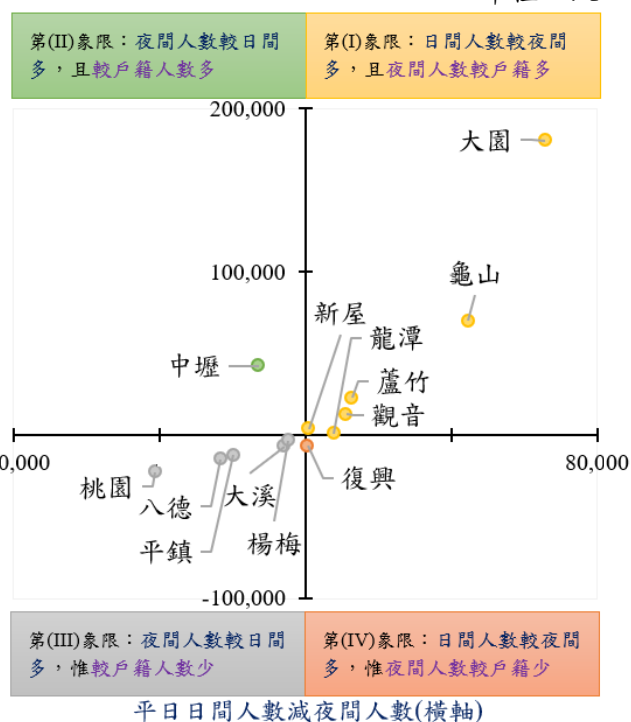 第(II)象限：夜間人數較日間
多，且較戶籍人數多
第(I)象限：日間人數較夜間
多，且夜間人數較戶籍多
200,000
大園
100,000
龜山
新屋
龍潭
中壢
蘆竹
觀音
0,000
80,000
桃園
八德
大溪
復興
平鎮
楊梅
-100,000
第(III)象限：夜間人數較日間
多，惟較戶籍人數少
第(IV)象限：日間人數較夜間
多，惟夜間人數較戶籍少
平日日間人數減夜間人數(橫軸)